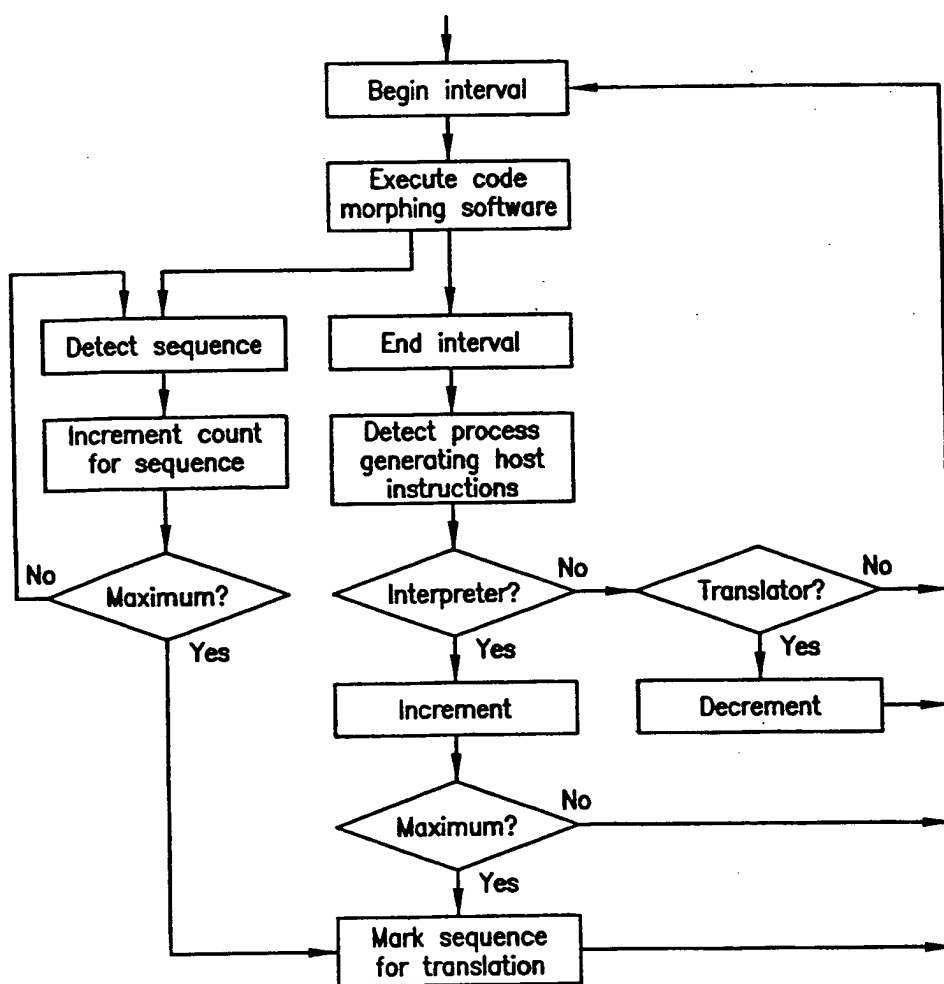 Begin interval
Execute code
morphing software
Detect sequence
End interval
Increment count
for sequence
Detect process
generating host
instructions
No
Maximum?
Yes
Interpreter?
No
Yes
Translator?
No
Yes
Increment
Decrement
Maximum?
No
Yes
Mark sequence
for translation